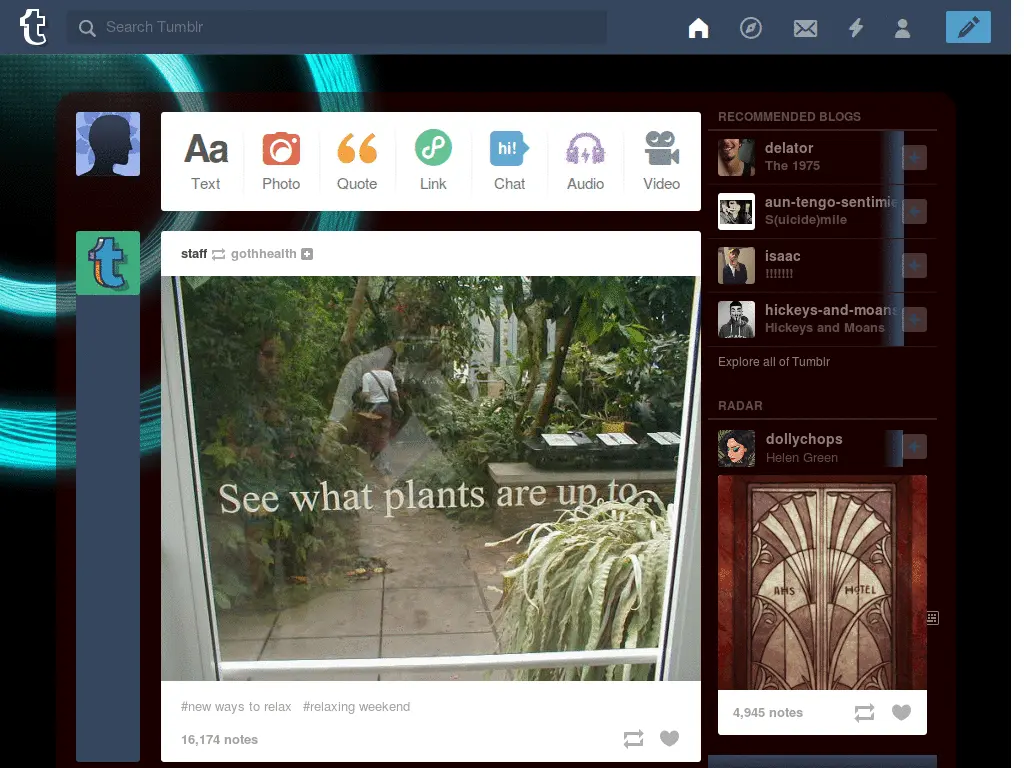 Search Tumblr
Aa
hi!
Text Photo Quote Link Chat Audio Video
staff gothhealth
See what plants are up to...
#new ways to relax #relaxing weekend
16,174 notes
RECOMMENDED BLOGS
delator
The 1975
aun-tengo-sentimie
S(uicide)mile
isaac
!!!!!!!
hickeys-and-moans
Hickeys and Moans
Explore all of Tumblr
RADAR
dollychops
Helen Green
AHS HOTEL
4,945 notes